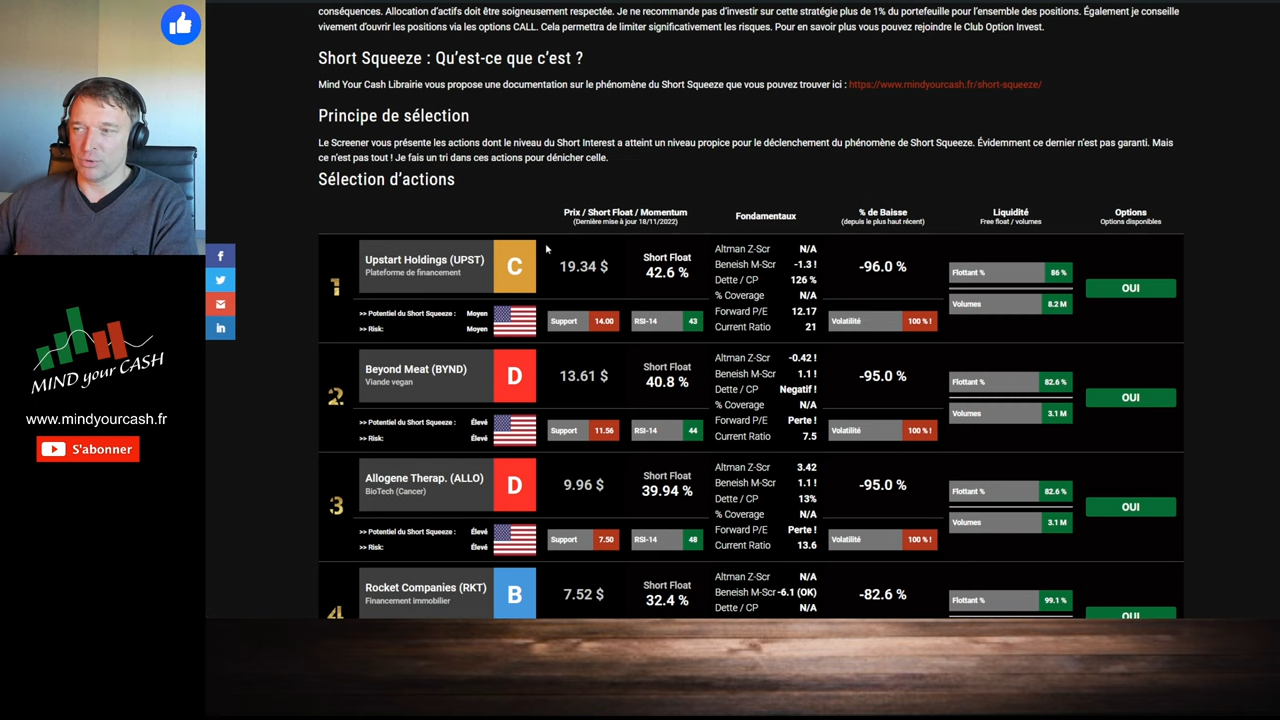 conséquences. Allocation d'actifs doit être soigneusement respectée. Je ne recommande pas d'investir sur cette stratégie plus de 1% du portefeuille pour l'ensemble des positions. Également je conseille
vivement d'ouvrir les positions via les options CALL. Cela permettra de limiter significativement les risques. Pour en savoir plus vous pouvez rejoindre le Club Option Invest.
Short Squeeze : Qu'est-ce que c'est ?
Mind Your Cash Librairie vous propose une documentation sur le phénomène du Short Squeeze que vous pouvez trouver ici : https://www.mindyourcash.fr/short-squeeze/
Principe de sélection
Le Screener vous présente les actions dont le niveau du Short Interest a atteint un niveau propice pour le déclenchement du phénomène de Short Squeeze. Évidemment ce dernier n'est pas garanti. Mais
ce n'est pas tout ! Je fais un tri dans ces actions pour dénicher celle.
Sélection d'actions
Prix / Short Float / Momentum
(Dernière mise à jour 18/11/2022)
Fondamentaux
% de Baisse
(depuis le plus haut récent)
Liquidité
Free float / volumes
Options
Options disponibles
1
Upstart Holdings (UPST)
Plateforme de financement
C
19.34 $
Short Float
42.6 %
Altman Z-Scr N/A
Beneish M-Scr -1.3 !
Dette / CP 126 %
% Coverage N/A
Forward P/E 12.17
Current Ratio 21
-96.0 %
Flottant % 86 %
Volumes 8.2 M
OUI
>> Potentiel du Short Squeeze : Moyen
>> Risk: Moyen
Support 14.00
RSI-14 43
Volatilité 100 % !
2
Beyond Meat (BYND)
Viande vegan
D
13.61 $
Short Float
40.8 %
Altman Z-Scr -0.42 !
Beneish M-Scr 1.1 !
Dette / CP Negatif !
% Coverage N/A
Forward P/E Perte !
Current Ratio 7.5
-95.0 %
Flottant % 82.6 %
Volumes 3.1 M
OUI
>> Potentiel du Short Squeeze : Élevé
>> Risk: Élevé
Support 11.56
RSI-14 44
Volatilité 100 % !
3
Allogene Therap. (ALLO)
BioTech (Cancer)
D
9.96 $
Short Float
39.94 %
Altman Z-Scr 3.42
Beneish M-Scr 1.1 !
Dette / CP 13%
% Coverage N/A
Forward P/E Perte !
Current Ratio 13.6
-95.0 %
Flottant % 82.6 %
Volumes 3.1 M
OUI
>> Potentiel du Short Squeeze : Élevé
>> Risk: Élevé
Support 7.50
RSI-14 48
Volatilité 100 % !
4
Rocket Companies (RKT)
Financement immobilier
B
7.52 $
Short Float
32.4 %
Altman Z-Scr N/A
Beneish M-Scr -6.1 (OK)
Dette / CP N/A
-82.6 %
Flottant % 99.1 %
OUI
f
in
MIND your CASH
www.mindyourcash.fr
S'abonner